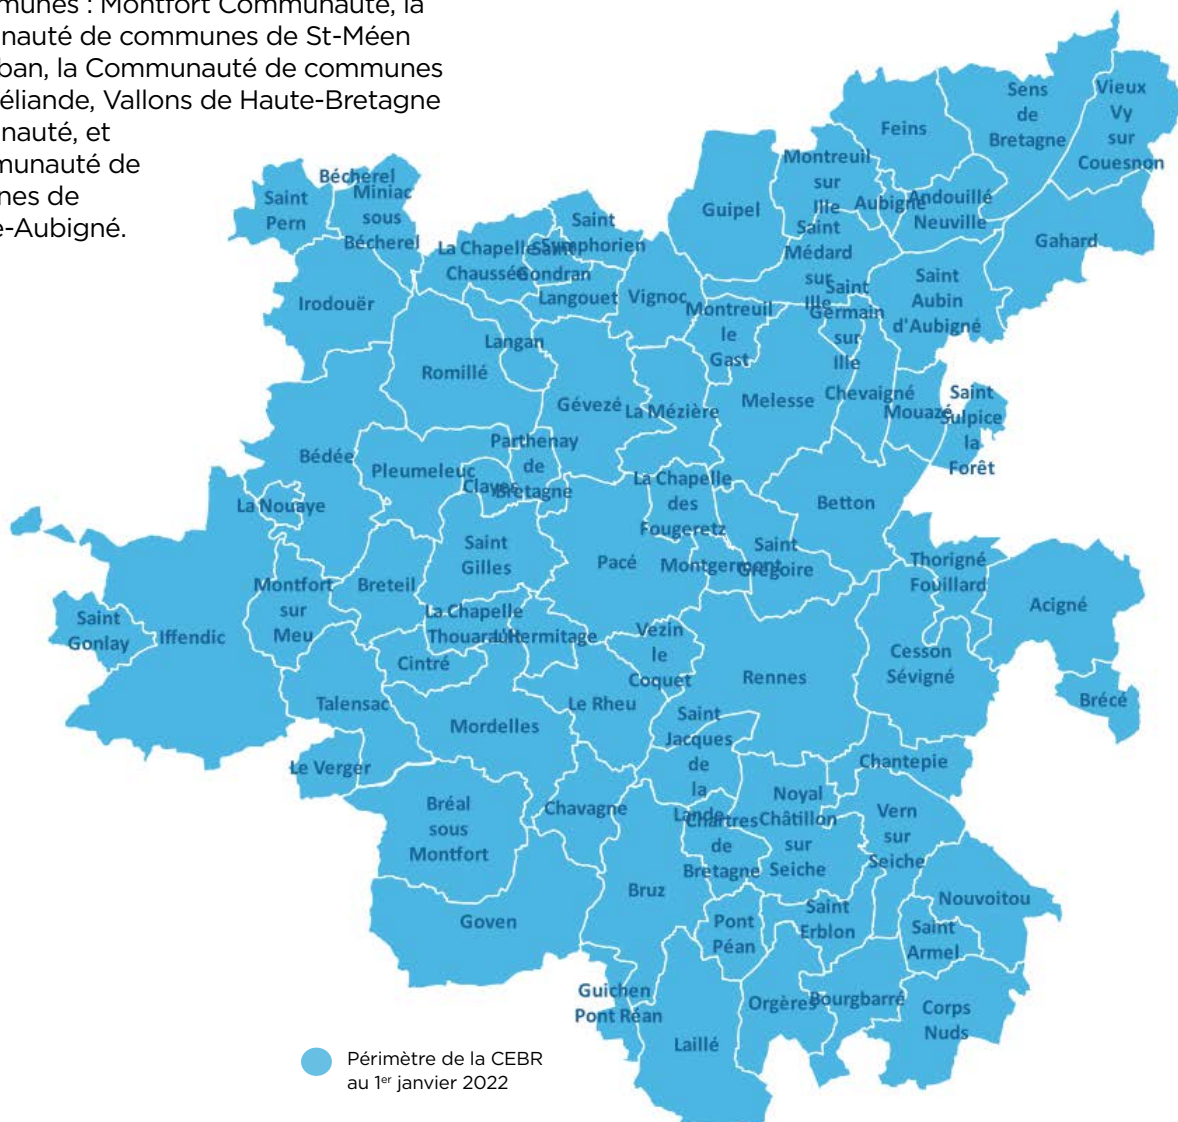 munes : Montfort Communauté, la
nauté de communes de St-Méen
ban, la Communauté de communes
éliande, Vallons de Haute-Bretagne
nauté, et
munauté de
nes de
e-Aubigné.
Sens
de
Bretagne
Vieux
Vy
sur
Couesnon
Feins
Montreuil
sur
Ille
Aubigné
Andouillé
Neuville
Guipel
Gahard
Bécherel
Saint
Pern
Miniac
sous
Bécherel
La Chapelle
Chaussée
Saint
Gondran
Saint
Symphorien
Saint
Médard
sur
Ille
Saint
Germain
sur
Ille
Saint
Aubin
d'Aubigné
Irodouër
Langouet
Vignoc
Montreuil
le
Gast
Langan
Romillé
Gévezé
La Mézière
Melesse
Chevaigné
Mouazé
Saint
Sulpice
la
Forêt
Bédée
Pleumeleuc
Parthenay
de
Bretagne
Clayes
La Chapelle
des
Fougeretz
Betton
La Nouaye
Saint
Gilles
Pacé
Montgermont
Saint
Grégoire
Thorigné
Fouillard
Acigné
Montfort
sur
Meu
Breteil
Saint
Gonlay
Iffendic
La Chapelle
Thouarault
L'Hermitage
Vezin
le
Coquet
Cintré
Rennes
Cesson
Sévigné
Brécé
Talensac
Le Rheu
Mordelles
Saint
Jacques
de
la
Lande
Chantepie
Le Verger
Bréal
sous
Montfort
Chavagne
Chartres
de
Bretagne
Noyal
Châtillon
sur
Seiche
Vern
sur
Seiche
Bruz
Nouvoitou
Goven
Pont
Péan
Saint
Erblon
Saint
Armel
Guichen
Pont Réan
Orgères
Bourgbarré
Corps
Nuds
Laillé
Périmètre de la CEBR
au 1er janvier 2022